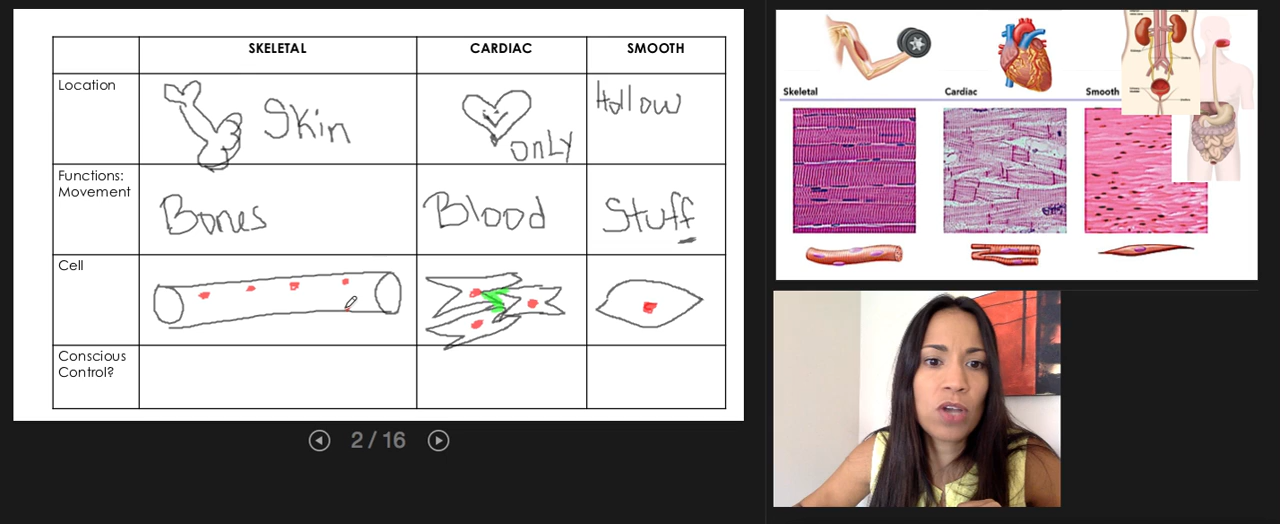 SKELETAL CARDIAC SMOOTH
Location
Skin
only
Hollow
Functions:
Movement
Bones
Blood
Stuff
Cell
Conscious
Control?
2 / 16
Skeletal
Cardiac
Smooth